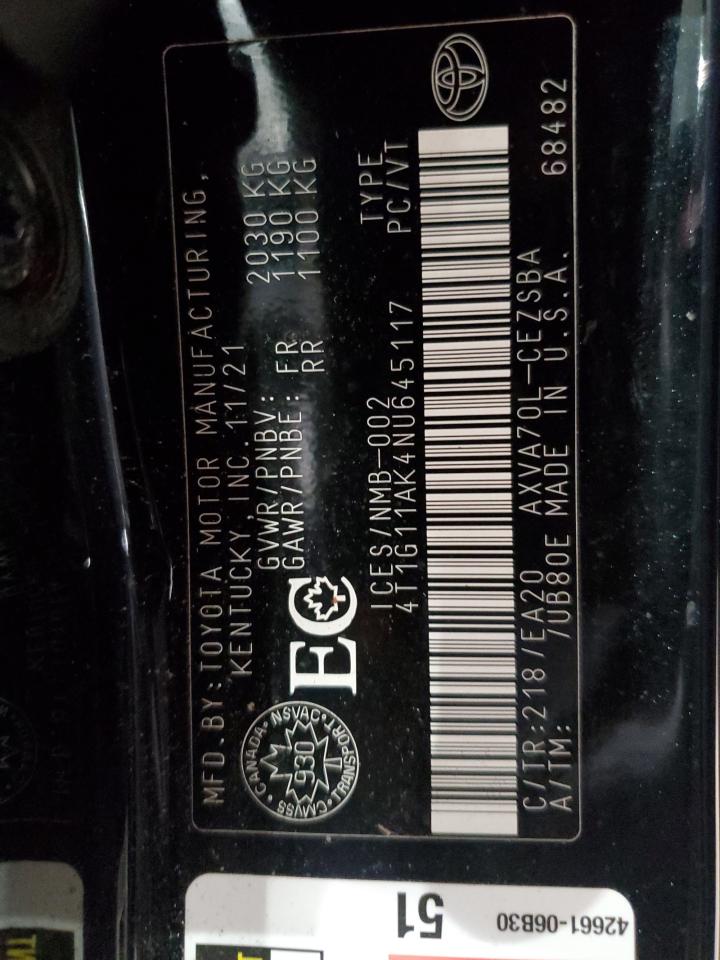 MFD.BY:TOYOTA MOTOR MANUFACTURING,
KENTUCKY,INC.11/21
GVWR/PNBV: 2030 KG
GAWR/PNBE: FR 1190 KG
RR 1100 KG
CANADA · NSVAC · TRANSPORT · CMVSS
930
EC
ICES/NMB-002 TYPE
4T1G11AK4NU645117 PC/VT
C/TR:218/EA20 AXVA70L-CEZSBA
A/TM: /UB80E MADE IN U.S.A. 68482
51
42661-06B30